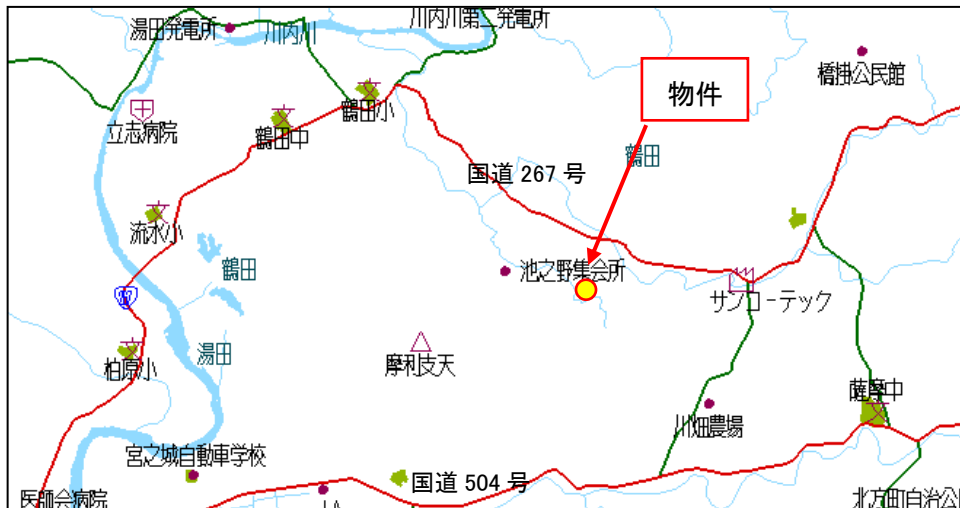 湯田発電所
川内川
川内川第二発電所
橋掛公民館
物件
立志病院
鶴田中
鶴田小
鶴田
国道 267 号
流水小
鶴田
池之野集会所
サンコーテック
湯田
柏原小
摩利支天
川畑農場
薩摩中
宮之城自動車学校
国道 504 号
医師会病院
北方町自治公